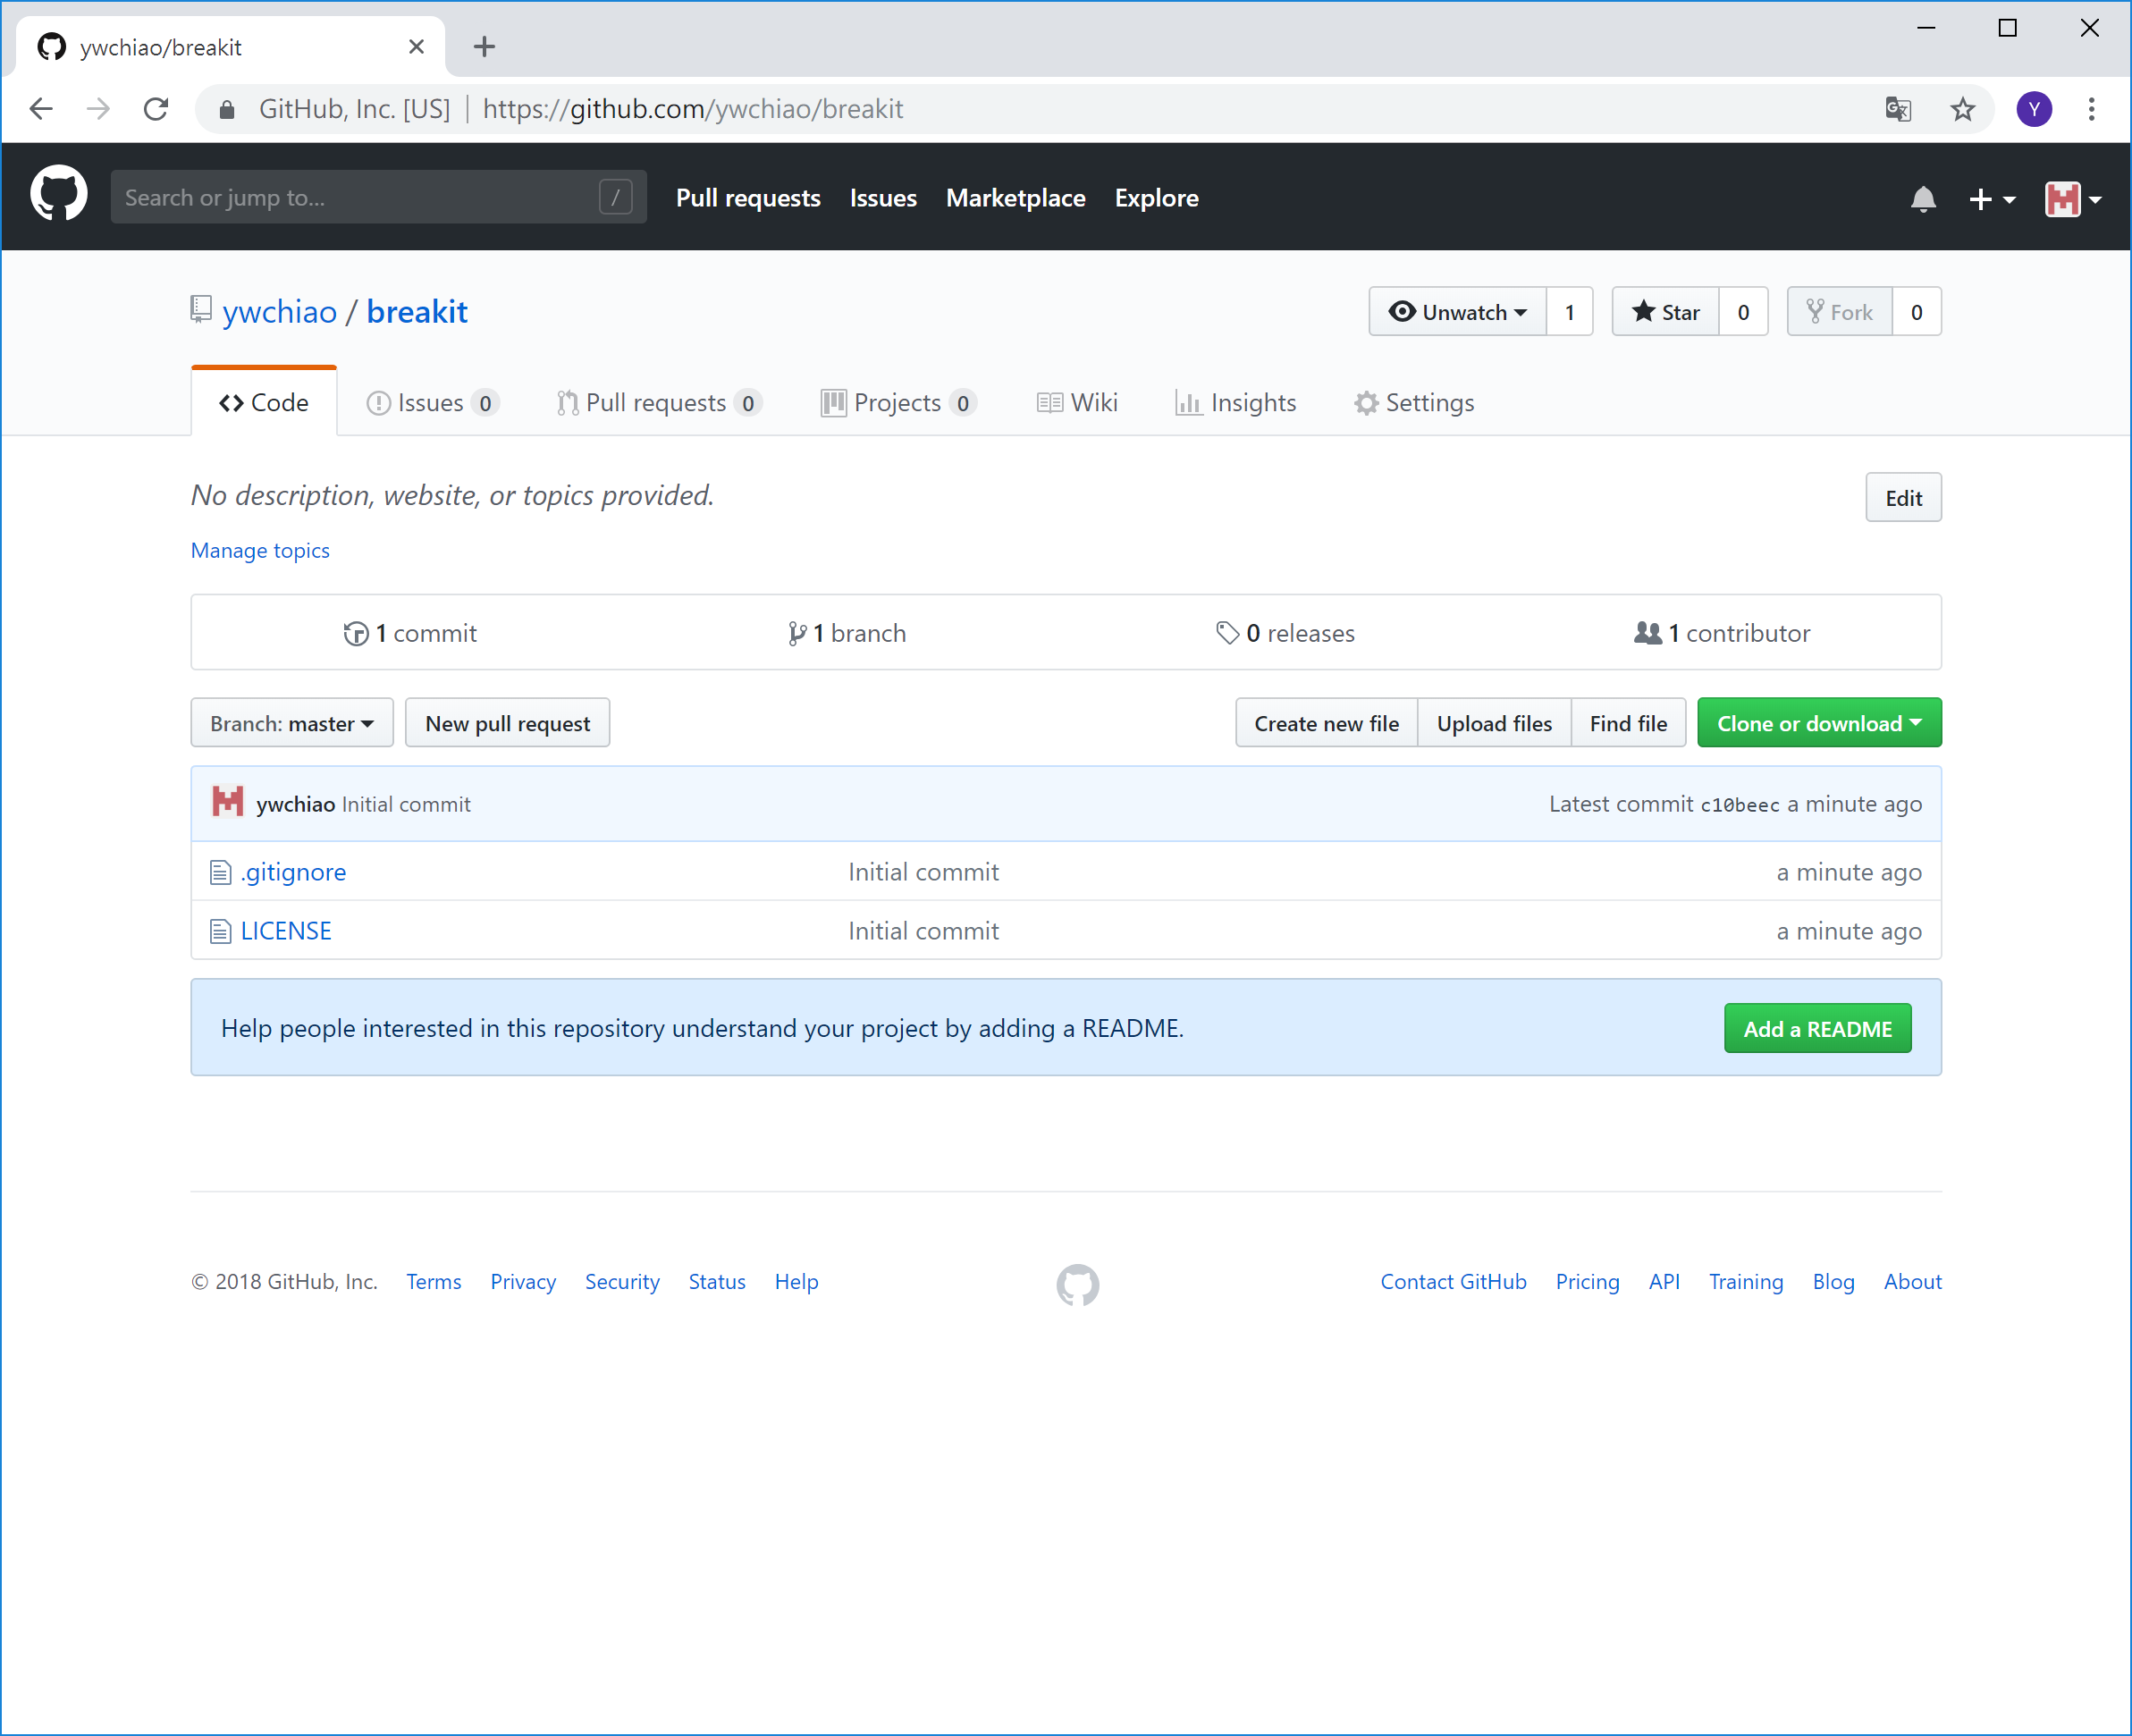 ywchiao/breakit
GitHub, Inc. [US] | https://github.com/ywchiao/breakit
Y
Search or jump to... / Pull requests Issues Marketplace Explore
ywchiao / breakit Unwatch 1 Star 0 Fork 0
Code Issues 0 Pull requests 0 Projects 0 Wiki Insights Settings
No description, website, or topics provided. Edit
Manage topics
1 commit 1 branch 0 releases 1 contributor
Branch: master New pull request Create new file Upload files Find file Clone or download
ywchiao Initial commit Latest commit c10beec a minute ago
.gitignore Initial commit a minute ago
LICENSE Initial commit a minute ago
Help people interested in this repository understand your project by adding a README. Add a README
© 2018 GitHub, Inc. Terms Privacy Security Status Help Contact GitHub Pricing API Training Blog About